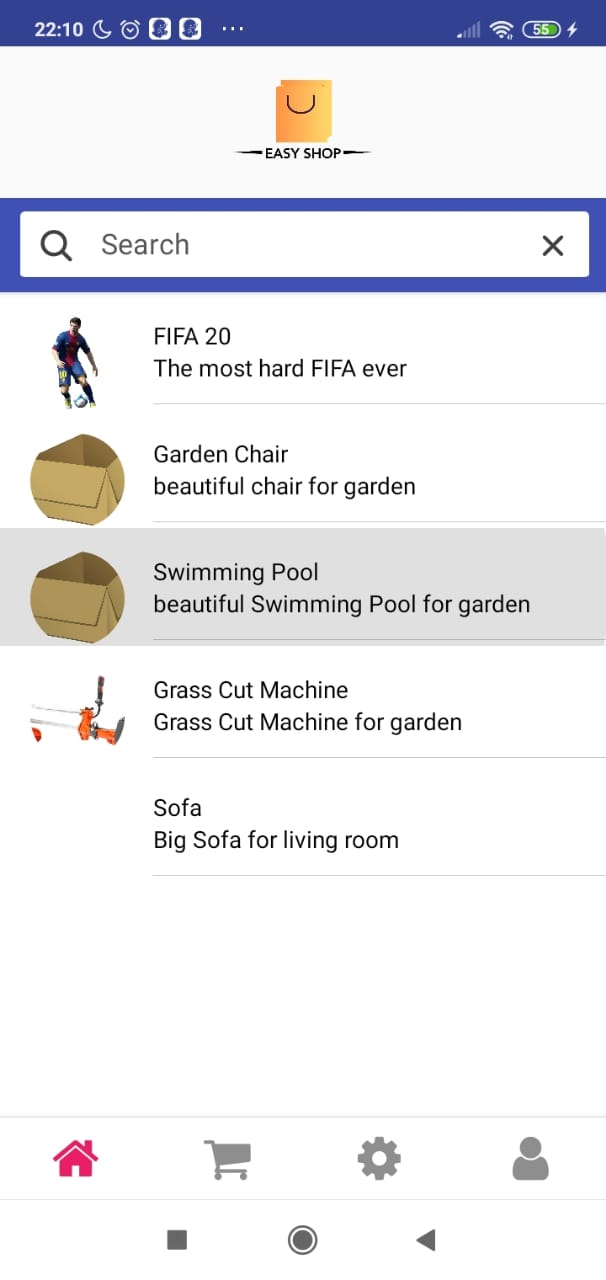 22:10
55
EASY SHOP
Search
FIFA 20
The most hard FIFA ever
Garden Chair
beautiful chair for garden
Swimming Pool
beautiful Swimming Pool for garden
Grass Cut Machine
Grass Cut Machine for garden
Sofa
Big Sofa for living room